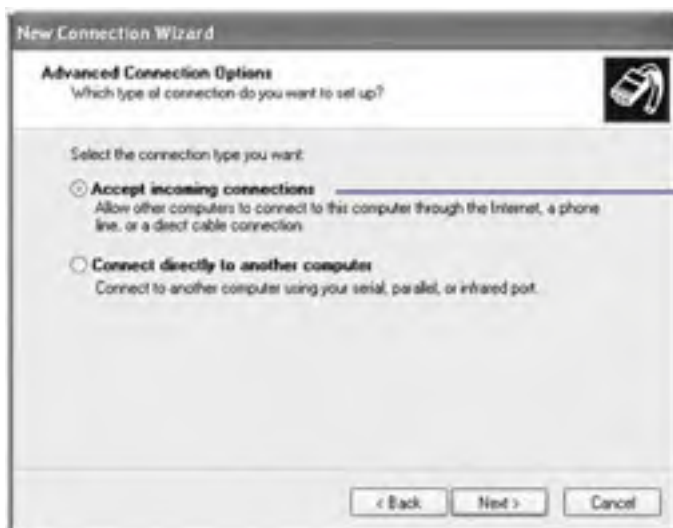 New Connection Wizard
Advanced Connection Options
Which type of connection do you want to set up?
Select the connection type you want:
Accept incoming connections
Allow other computers to connect to this computer through the Internet, a phone
line, or a direct cable connection.
Connect directly to another computer
Connect to another computer using your serial, parallel, or infrared port.
< Back
Next >
Cancel